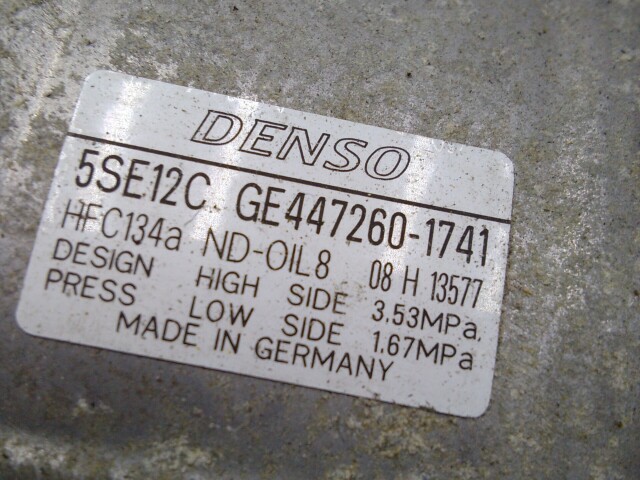 DENSO
5SE12C GE447260-1741
HFC134a ND-OIL8 08 H 13577
DESIGN HIGH SIDE 3.53MPa,
PRESS LOW SIDE 1.67MPa
MADE IN GERMANY